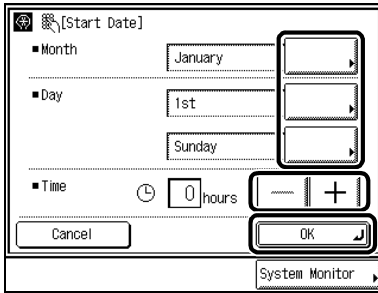 [Start Date]
■Month
January
■Day
1st
Sunday
■Time
0 hours
— +
Cancel
OK
System Monitor